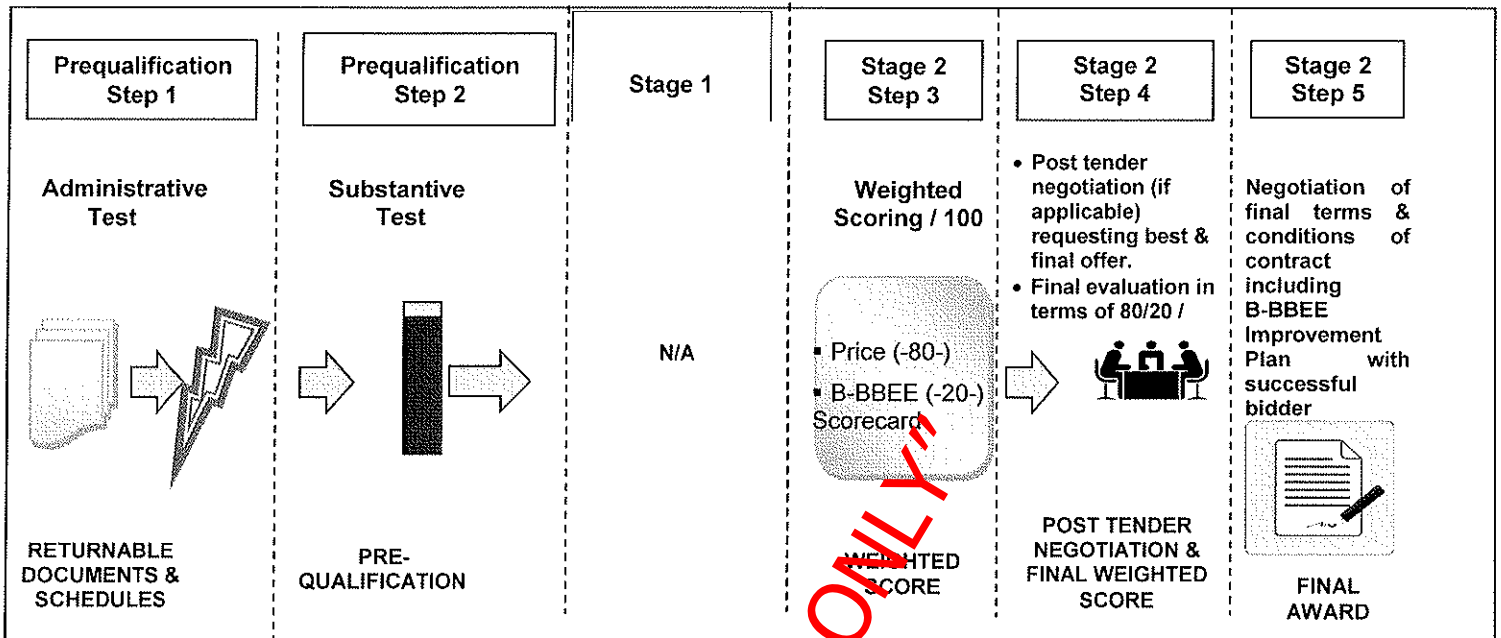 Prequalification
Step 1
Prequalification
Step 2
Stage 1
Stage 2
Step 3
Stage 2
Step 4
Stage 2
Step 5
Administrative
Test
Substantive
Test
Weighted
Scoring / 100
• Post tender
negotiation (if
applicable)
requesting best &
final offer.
• Final evaluation in
terms of 80/20 /
Negotiation of
final terms &
conditions of
contract
including
B-BBEE
Improvement
Plan with
successful
bidder
N/A
▪ Price (-80-)
▪ B-BBEE (-20-)
Scorecard
RETURNABLE
DOCUMENTS &
SCHEDULES
PRE-
QUALIFICATION
WEIGHTED
SCORE
POST TENDER
NEGOTIATION &
FINAL WEIGHTED
SCORE
FINAL
AWARD
ONLY”